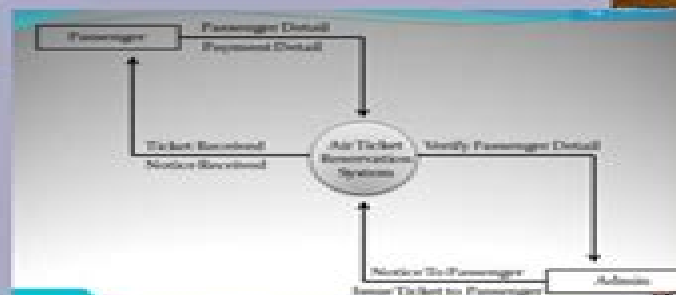 Passenger Detail
Passenger
Payment Detail
Ticket Received
Notice Received
Air Ticket
Reservation
System
Verify Passenger Detail
Notice To Passenger
Issue Ticket to Passenger
Admin